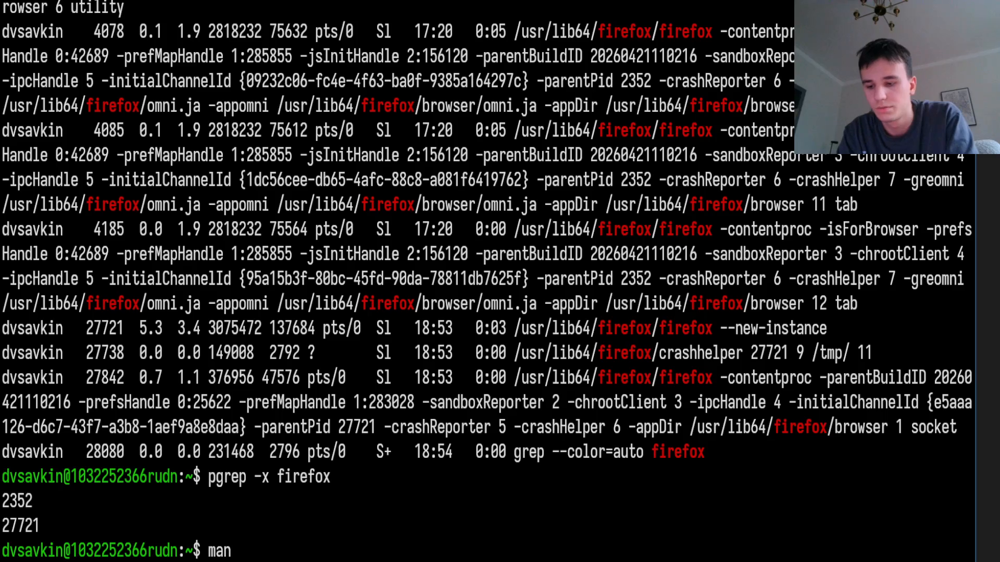 rowser 6 utility
dvsavkin    4078  0.1  1.9 2818232 75632 pts/0   Sl   17:20   0:05 /usr/lib64/firefox/firefox -contentpr
Handle 0:42689 -prefMapHandle 1:285855 -jsInitHandle 2:156120 -parentBuildID 20260421110216 -sandboxRepo
-ipcHandle 5 -initialChannelId {09232c06-fc4e-4f63-ba0f-9385a164297c} -parentPid 2352 -crashReporter 6 -
/usr/lib64/firefox/omni.ja -appomni /usr/lib64/firefox/browser/omni.ja -appDir /usr/lib64/firefox/browse
dvsavkin    4085  0.1  1.9 2818232 75612 pts/0   Sl   17:20   0:05 /usr/lib64/firefox/firefox -contentpr
Handle 0:42689 -prefMapHandle 1:285855 -jsInitHandle 2:156120 -parentBuildID 20260421110216 -sandboxReporter 3 -chrootClient 4
-ipcHandle 5 -initialChannelId {1dc56cee-db65-4afc-88c8-a081f6419762} -parentPid 2352 -crashReporter 6 -crashHelper 7 -greomni
/usr/lib64/firefox/omni.ja -appomni /usr/lib64/firefox/browser/omni.ja -appDir /usr/lib64/firefox/browser 11 tab
dvsavkin    4185  0.0  1.9 2818232 75564 pts/0   Sl   17:20   0:00 /usr/lib64/firefox/firefox -contentproc -isForBrowser -prefs
Handle 0:42689 -prefMapHandle 1:285855 -jsInitHandle 2:156120 -parentBuildID 20260421110216 -sandboxReporter 3 -chrootClient 4
-ipcHandle 5 -initialChannelId {95a15b3f-80bc-45fd-90da-78811db7625f} -parentPid 2352 -crashReporter 6 -crashHelper 7 -greomni
/usr/lib64/firefox/omni.ja -appomni /usr/lib64/firefox/browser/omni.ja -appDir /usr/lib64/firefox/browser 12 tab
dvsavkin   27721  5.3  3.4 3075472 137684 pts/0  Sl   18:53   0:03 /usr/lib64/firefox/firefox --new-instance
dvsavkin   27738  0.0  0.0 149008  2792 ?        Sl   18:53   0:00 /usr/lib64/firefox/crashhelper 27721 9 /tmp/ 11
dvsavkin   27842  0.7  1.1 376956 47576 pts/0    Sl   18:53   0:00 /usr/lib64/firefox/firefox -contentproc -parentBuildID 20260
421110216 -prefsHandle 0:25622 -prefMapHandle 1:283028 -sandboxReporter 2 -chrootClient 3 -ipcHandle 4 -initialChannelId {e5aaa
126-d6c7-43f7-a3b8-1aef9a8e8daa} -parentPid 27721 -crashReporter 5 -crashHelper 6 -appDir /usr/lib64/firefox/browser 1 socket
dvsavkin   28080  0.0  0.0 231468  2796 pts/0    S+   18:54   0:00 grep --color=auto firefox
dvsavkin@1032252366rudn:~$ pgrep -x firefox
2352
27721
dvsavkin@1032252366rudn:~$ man